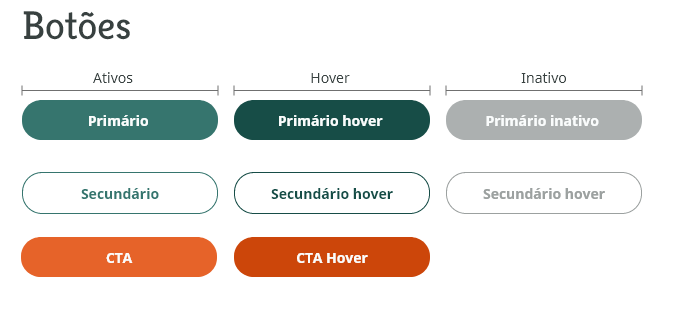 Botões
Ativos Hover Inativo
Primário Primário hover Primário inativo
Secundário Secundário hover Secundário hover
CTA CTA Hover